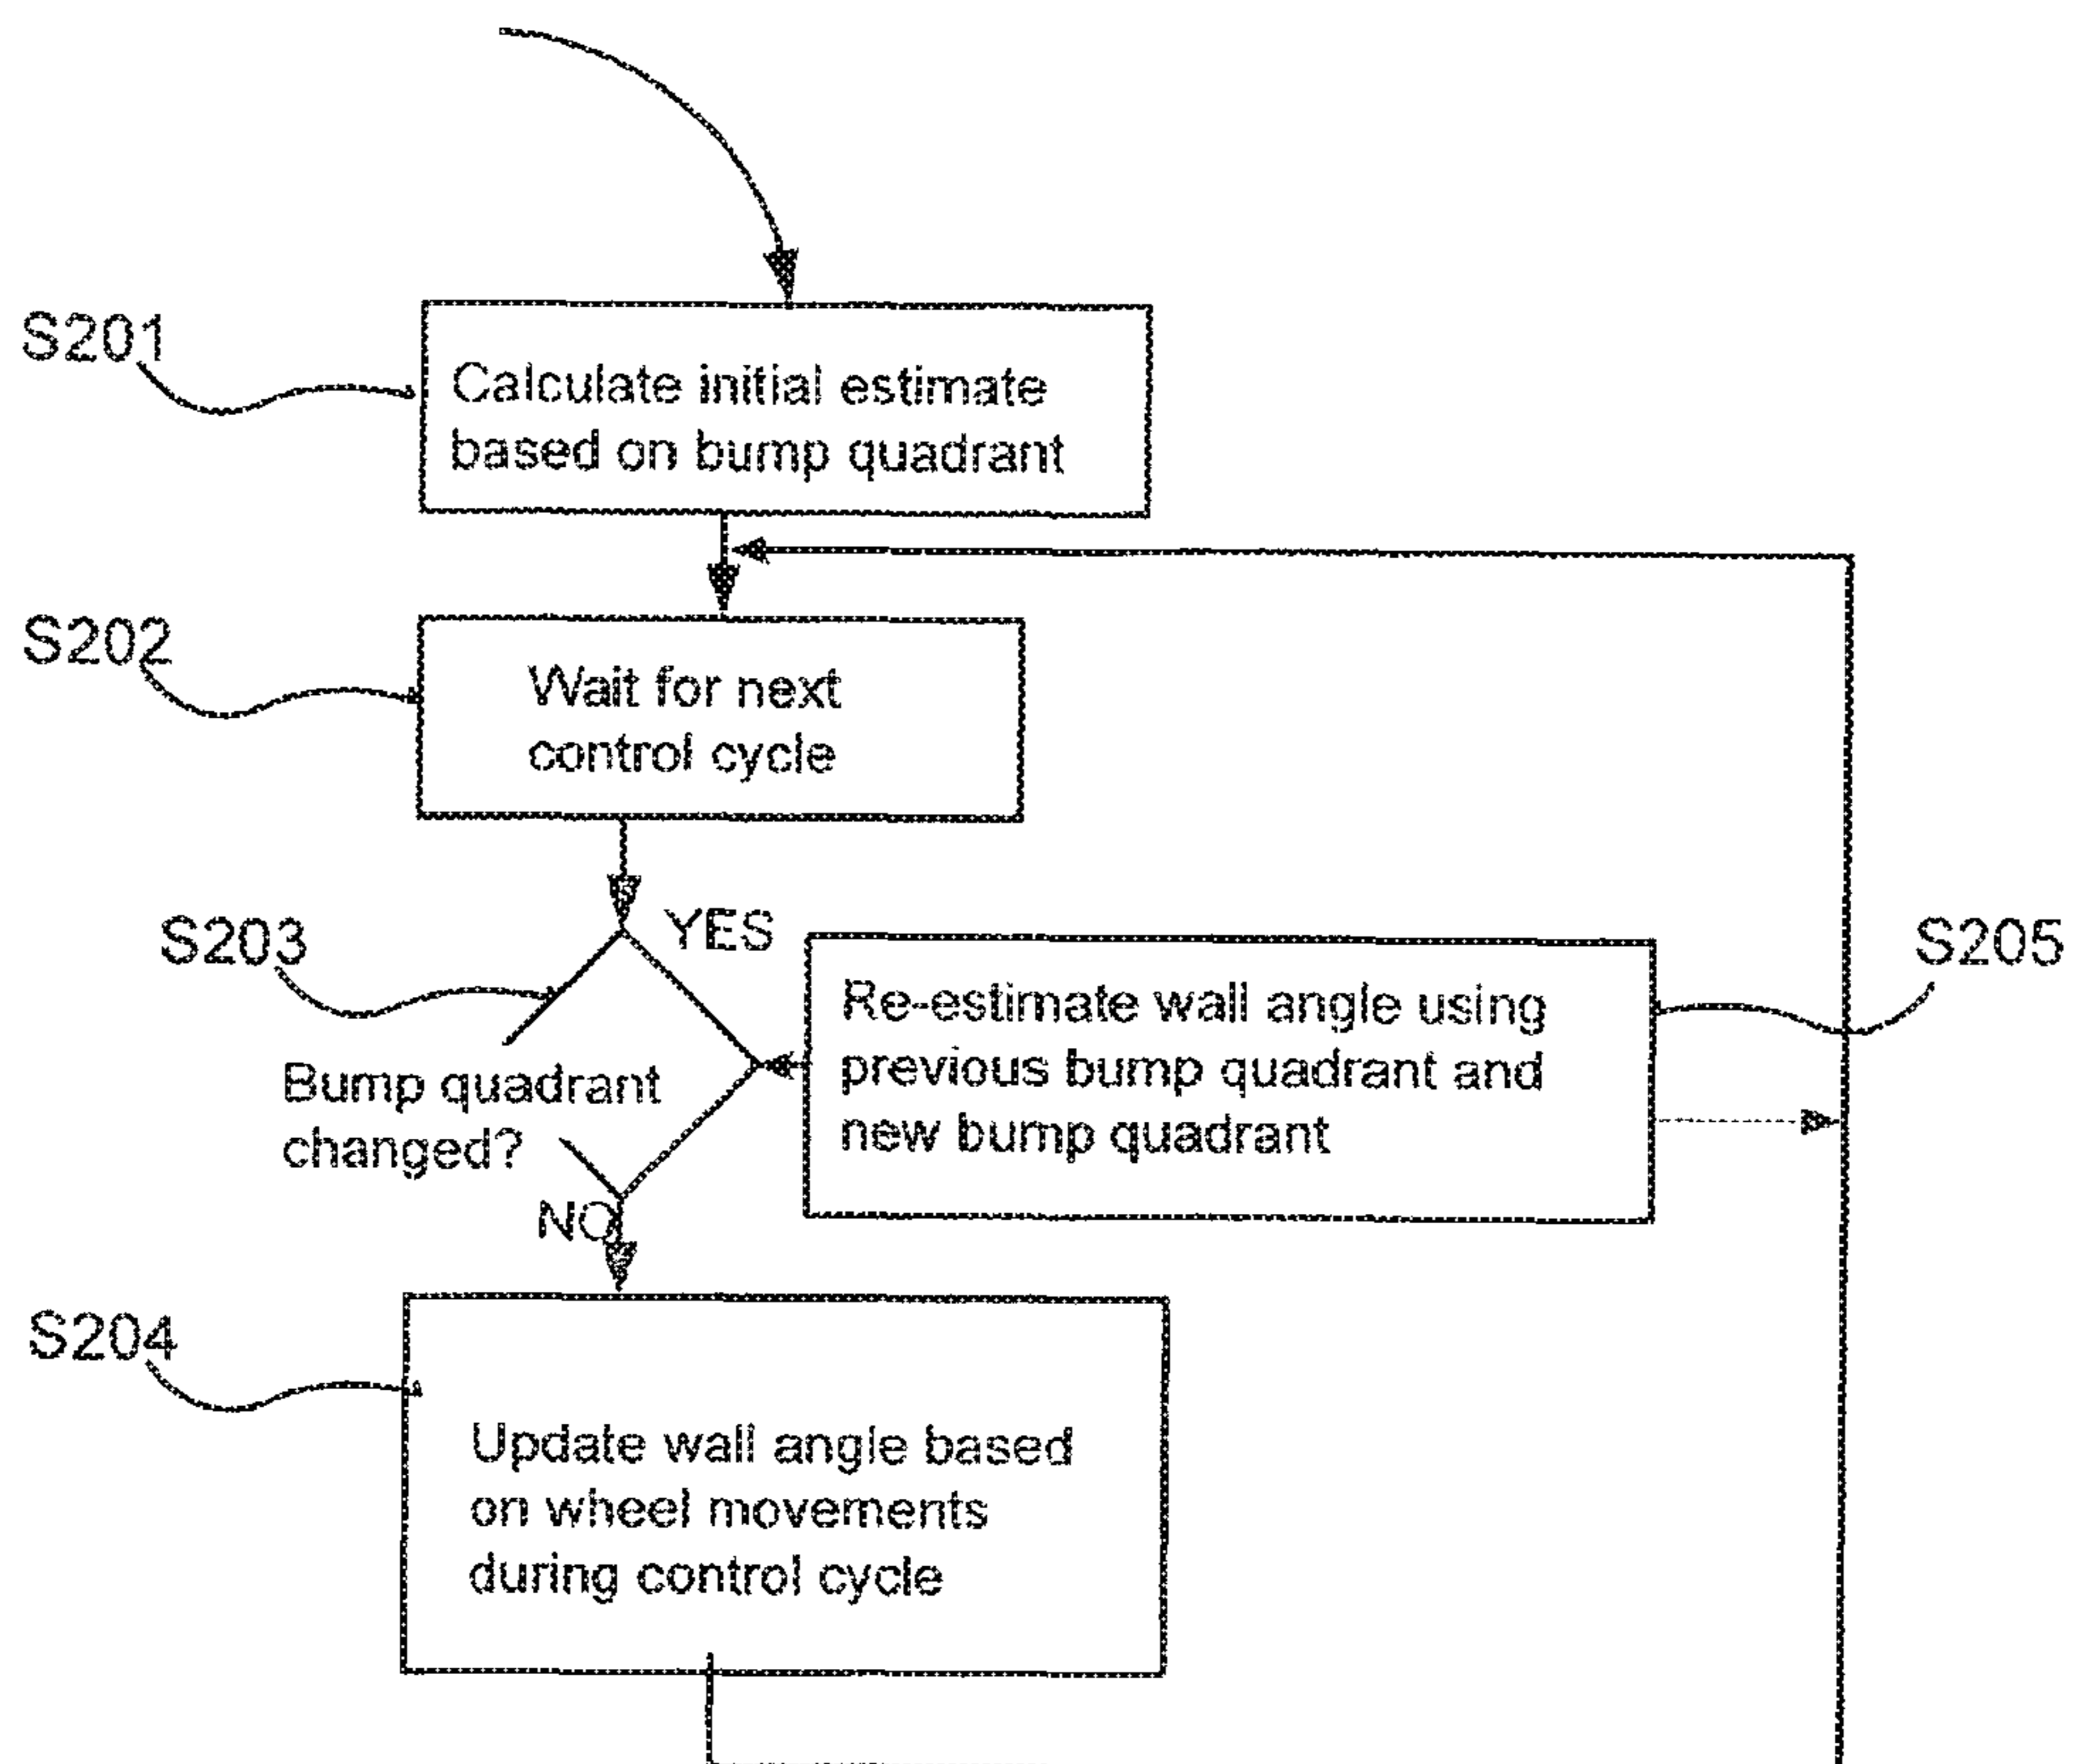 S201
Calculate initial estimate
based on bump quadrant
S202
Wait for next
control cycle
S203
YES
Bump quadrant
changed?
NO
Re-estimate wall angle using
previous bump quadrant and
new bump quadrant
S205
S204
Update wall angle based
on wheel movements
during control cycle